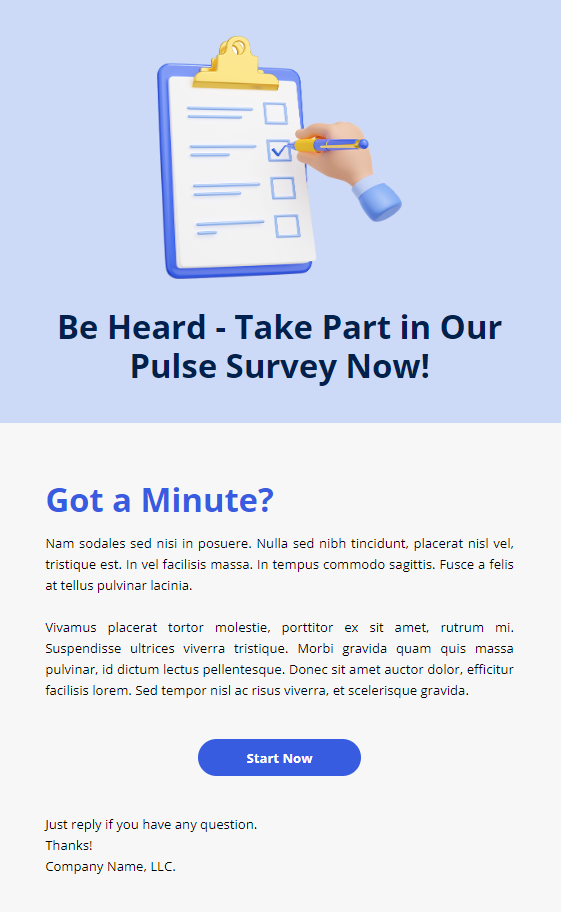 Be Heard - Take Part in Our
Pulse Survey Now!
Got a Minute?
Nam sodales sed nisi in posuere. Nulla sed nibh tincidunt, placerat nisl vel,
tristique est. In vel facilisis massa. In tempus commodo sagittis. Fusce a felis
at tellus pulvinar lacinia.
Vivamus placerat tortor molestie, porttitor ex sit amet, rutrum mi.
Suspendisse ultrices viverra tristique. Morbi gravida quam quis massa
pulvinar, id dictum lectus pellentesque. Donec sit amet auctor dolor, efficitur
facilisis lorem. Sed tempor nisl ac risus viverra, et scelerisque gravida.
Start Now
Just reply if you have any question.
Thanks!
Company Name, LLC.